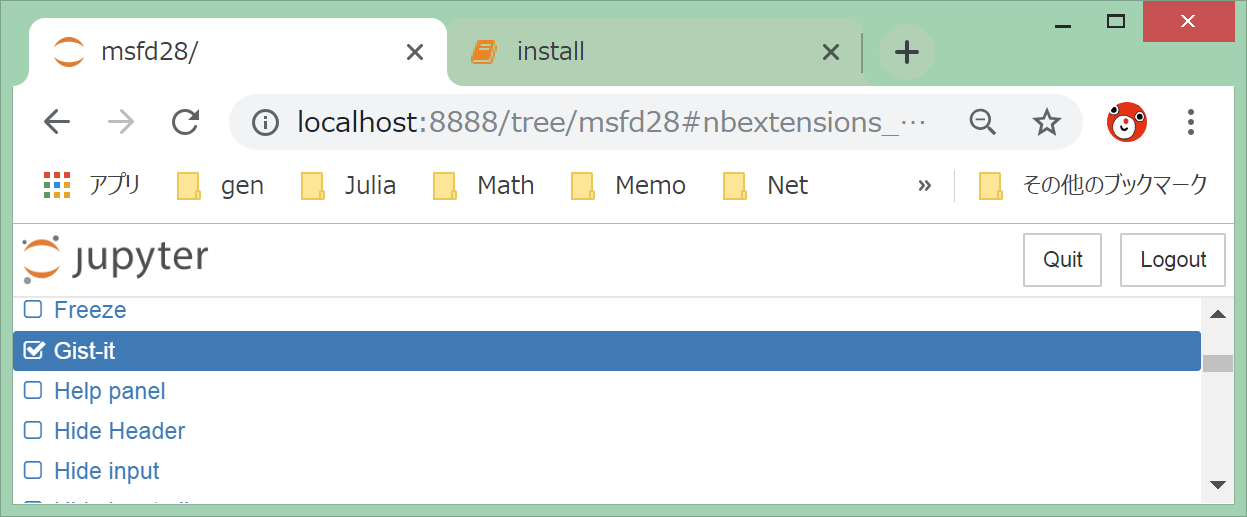 msfd28/ install
localhost:8888/tree/msfd28#nbextensions_…
アプリ gen Julia Math Memo Net » その他のブックマーク
jupyter Quit Logout
Freeze
Gist-it
Help panel
Hide Header
Hide input